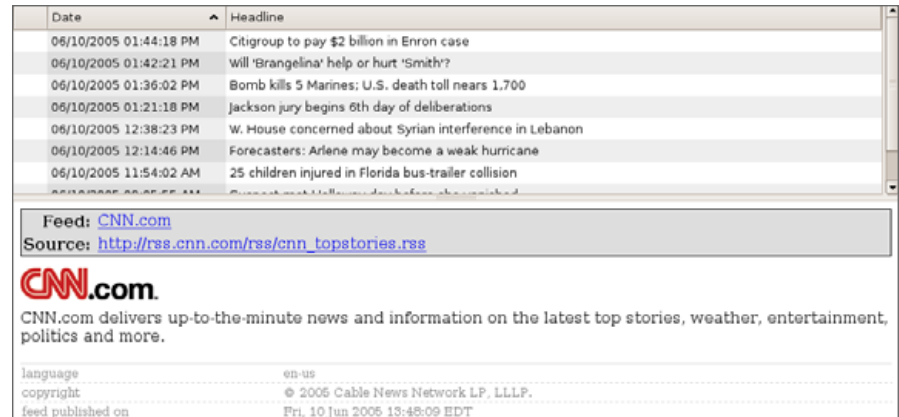 Date Headline
06/10/2005 01:44:18 PM Citigroup to pay $2 billion in Enron case
06/10/2005 01:42:21 PM Will 'Brangelina' help or hurt 'Smith'?
06/10/2005 01:36:02 PM Bomb kills 5 Marines; U.S. death toll nears 1,700
06/10/2005 01:21:18 PM Jackson jury begins 6th day of deliberations
06/10/2005 12:38:23 PM W. House concerned about Syrian interference in Lebanon
06/10/2005 12:14:46 PM Forecasters: Arlene may become a weak hurricane
06/10/2005 11:54:02 AM 25 children injured in Florida bus-trailer collision
Feed: CNN.com
Source: http://rss.cnn.com/rss/cnn_topstories.rss
CNN.com.
CNN.com delivers up-to-the-minute news and information on the latest top stories, weather, entertainment,
politics and more.
language en-us
copyright © 2005 Cable News Network LP, LLLP.
feed published on Fri, 10 Jun 2005 13:48:09 EDT